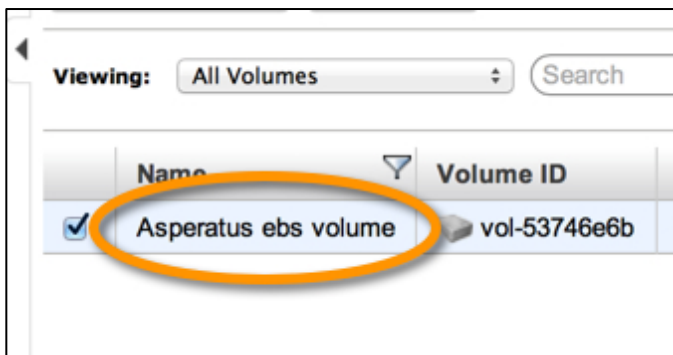 Viewing: All Volumes Search
Name Volume ID
Asperatus ebs volume vol-53746e6b